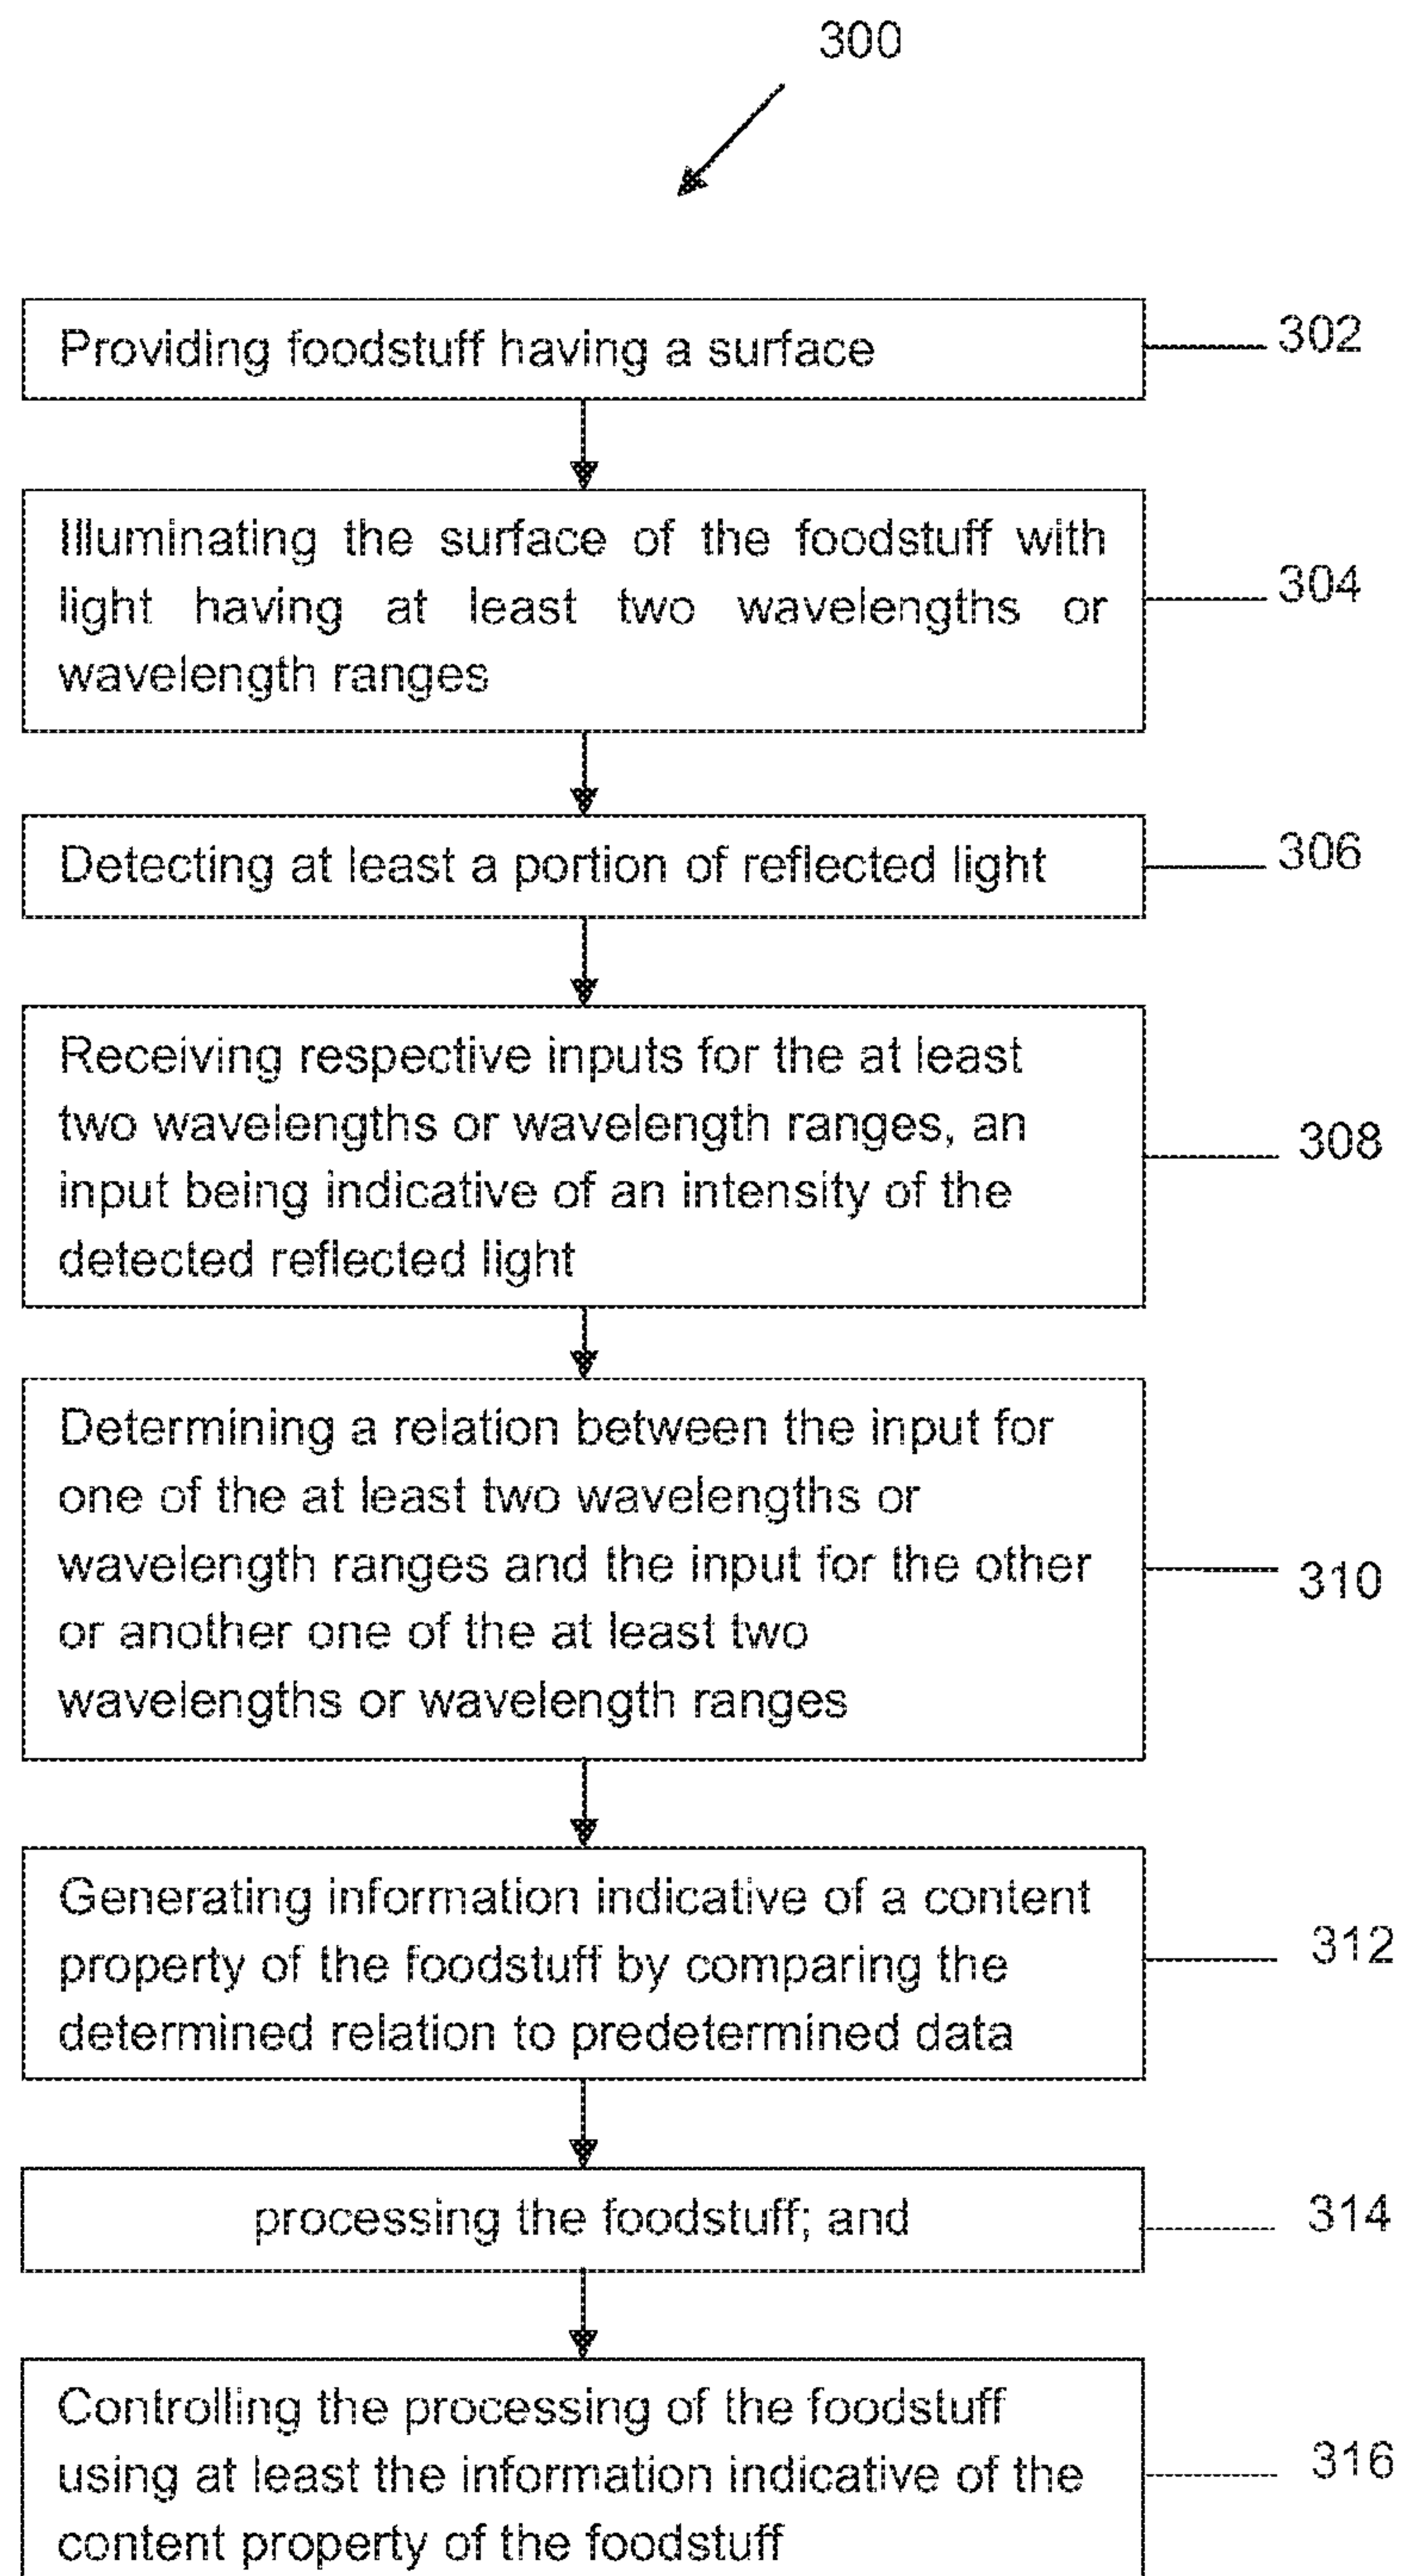 300
Providing foodstuff having a surface
302
Illuminating the surface of the foodstuff with
light having at least two wavelengths or
wavelength ranges
304
Detecting at least a portion of reflected light
306
Receiving respective inputs for the at least
two wavelengths or wavelength ranges, an
input being indicative of an intensity of the
detected reflected light
308
Determining a relation between the input for
one of the at least two wavelengths or
wavelength ranges and the input for the other
or another one of the at least two
wavelengths or wavelength ranges
310
Generating information indicative of a content
property of the foodstuff by comparing the
determined relation to predetermined data
312
processing the foodstuff; and
314
Controlling the processing of the foodstuff
using at least the information indicative of the
content property of the foodstuff
316